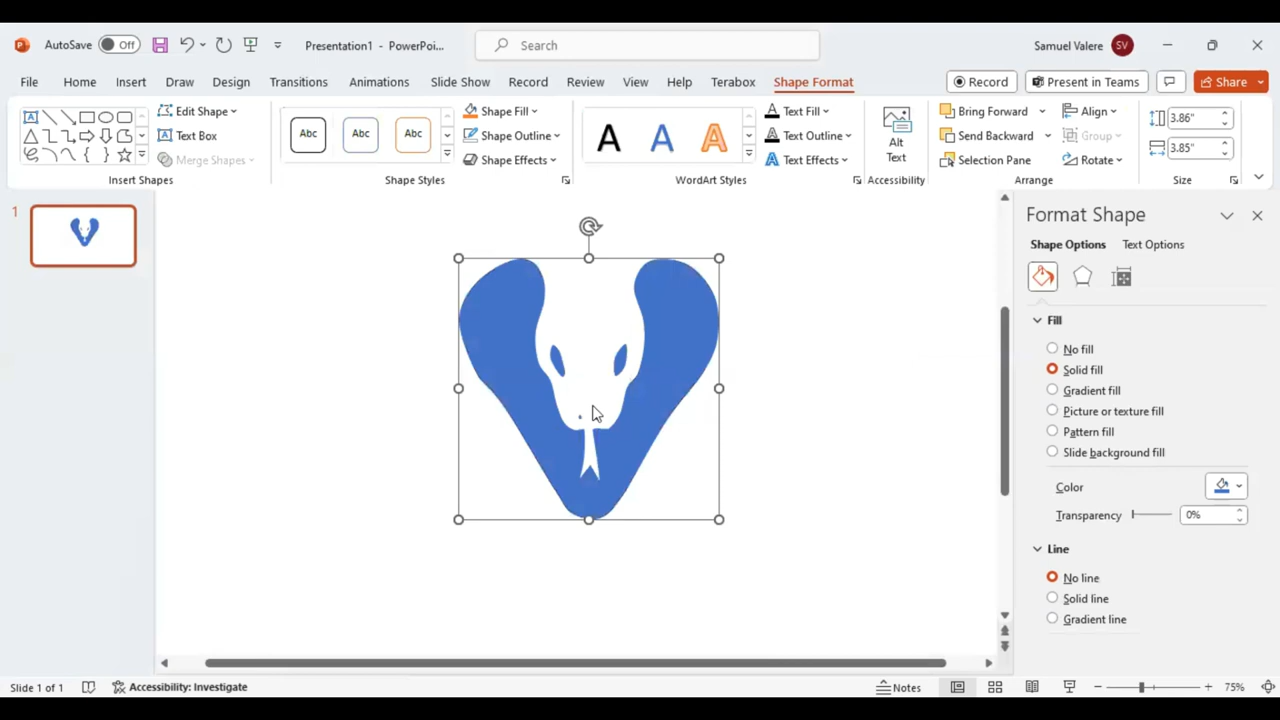 AutoSave Off Presentation1 - PowerPoi... Search Samuel Valere SV
File Home Insert Draw Design Transitions Animations Slide Show Record Review View Help Terabox Shape Format Record Present in Teams Share
Edit Shape
Text Box
Merge Shapes
Insert Shapes
Abc Abc Abc
Shape Fill
Shape Outline
Shape Effects
Shape Styles
A A A
Text Fill
Text Outline
Text Effects
WordArt Styles
Alt
Text
Accessibility
Bring Forward
Send Backward
Selection Pane
Align
Group
Rotate
Arrange
3.86"
3.85"
Size
1
Format Shape
Shape Options Text Options
Fill
No fill
Solid fill
Gradient fill
Picture or texture fill
Pattern fill
Slide background fill
Color
Transparency 0%
Line
No line
Solid line
Gradient line
Slide 1 of 1 Accessibility: Investigate Notes 75%